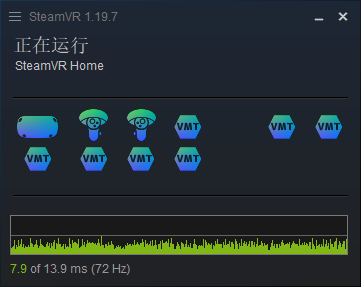 SteamVR 1.19.7
正在运行
SteamVR Home
VMT VMT VMT
VMT VMT VMT VMT
7.9 of 13.9 ms (72 Hz)